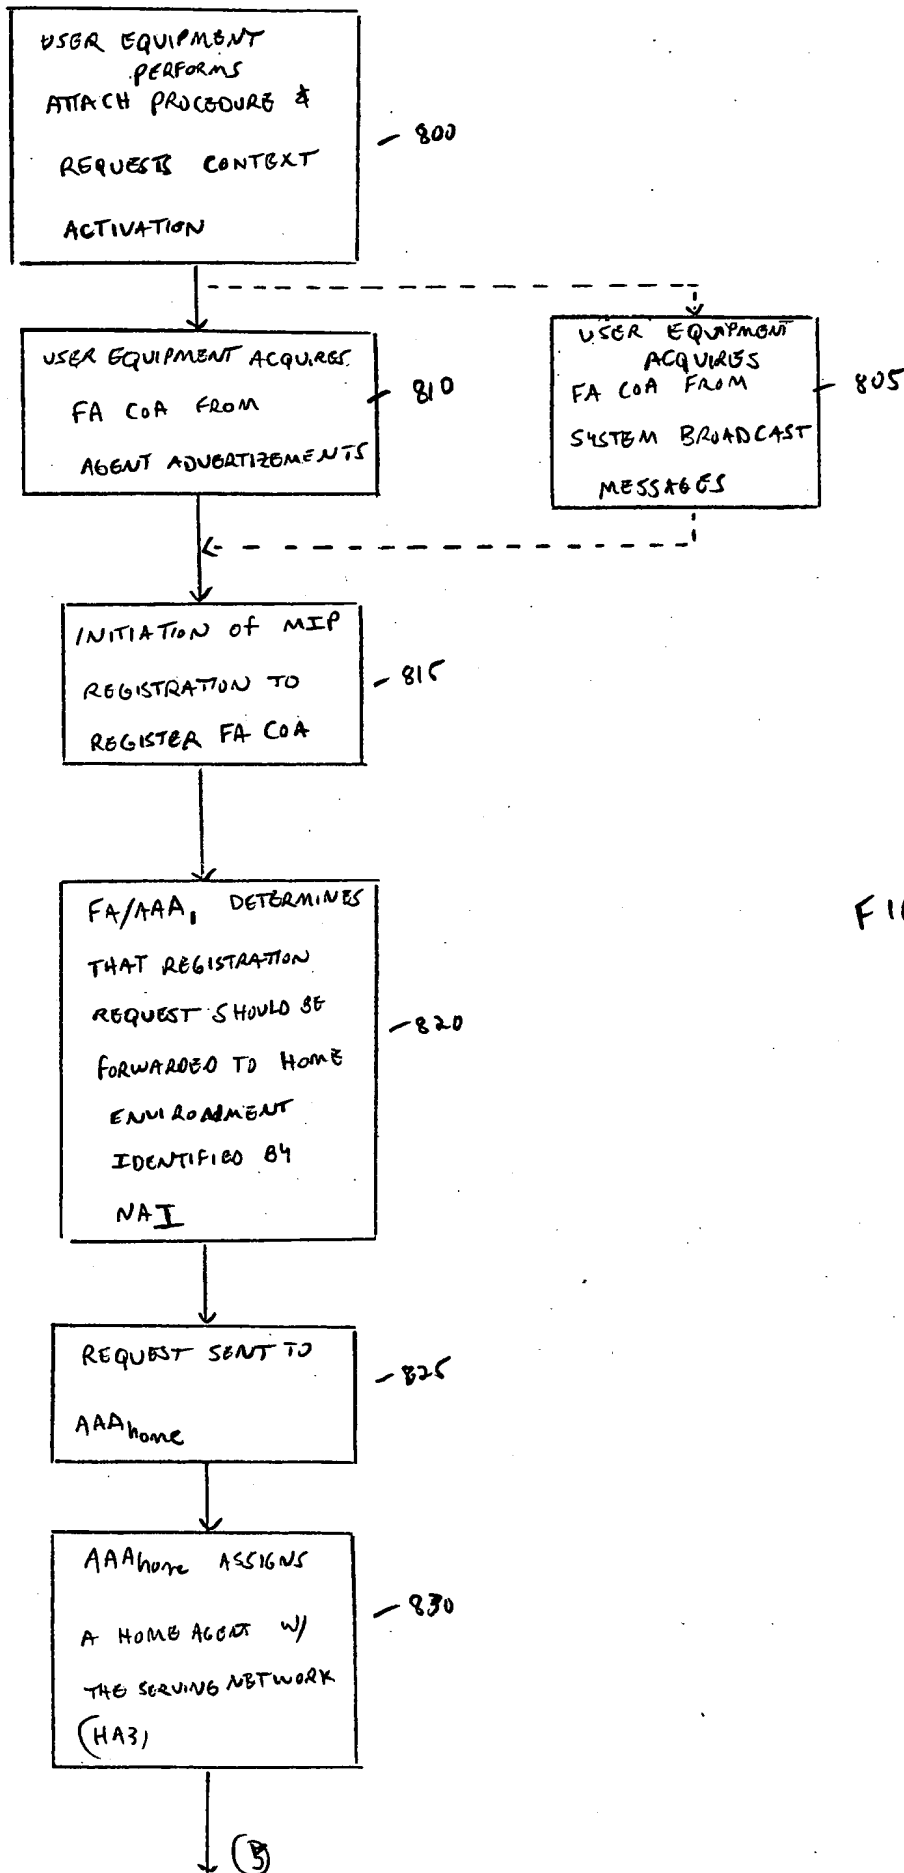 USER EQUIPMENT
PERFORMS
ATTACH PROCEDURE &
REQUESTS CONTEXT
ACTIVATION
800
USER EQUIPMENT ACQUIRES
FA COA FROM
AGENT ADVERTIZEMENTS
810
USER EQUIPMENT
ACQUIRES
FA COA FROM
SYSTEM BROADCAST
MESSAGES
805
INITIATION of MIP
REGISTRATION TO
REGISTER FA COA
815
FA/AAA, DETERMINES
THAT REGISTRATION
REQUEST SHOULD BE
FORWARDED TO HOME
ENVIRONMENT
IDENTIFIED BY
NAI
820
REQUEST SENT TO
AAAhome
825
AAAhome ASSIGNS
A HOME AGENT W/
THE SERVING NETWORK
(HA3)
830